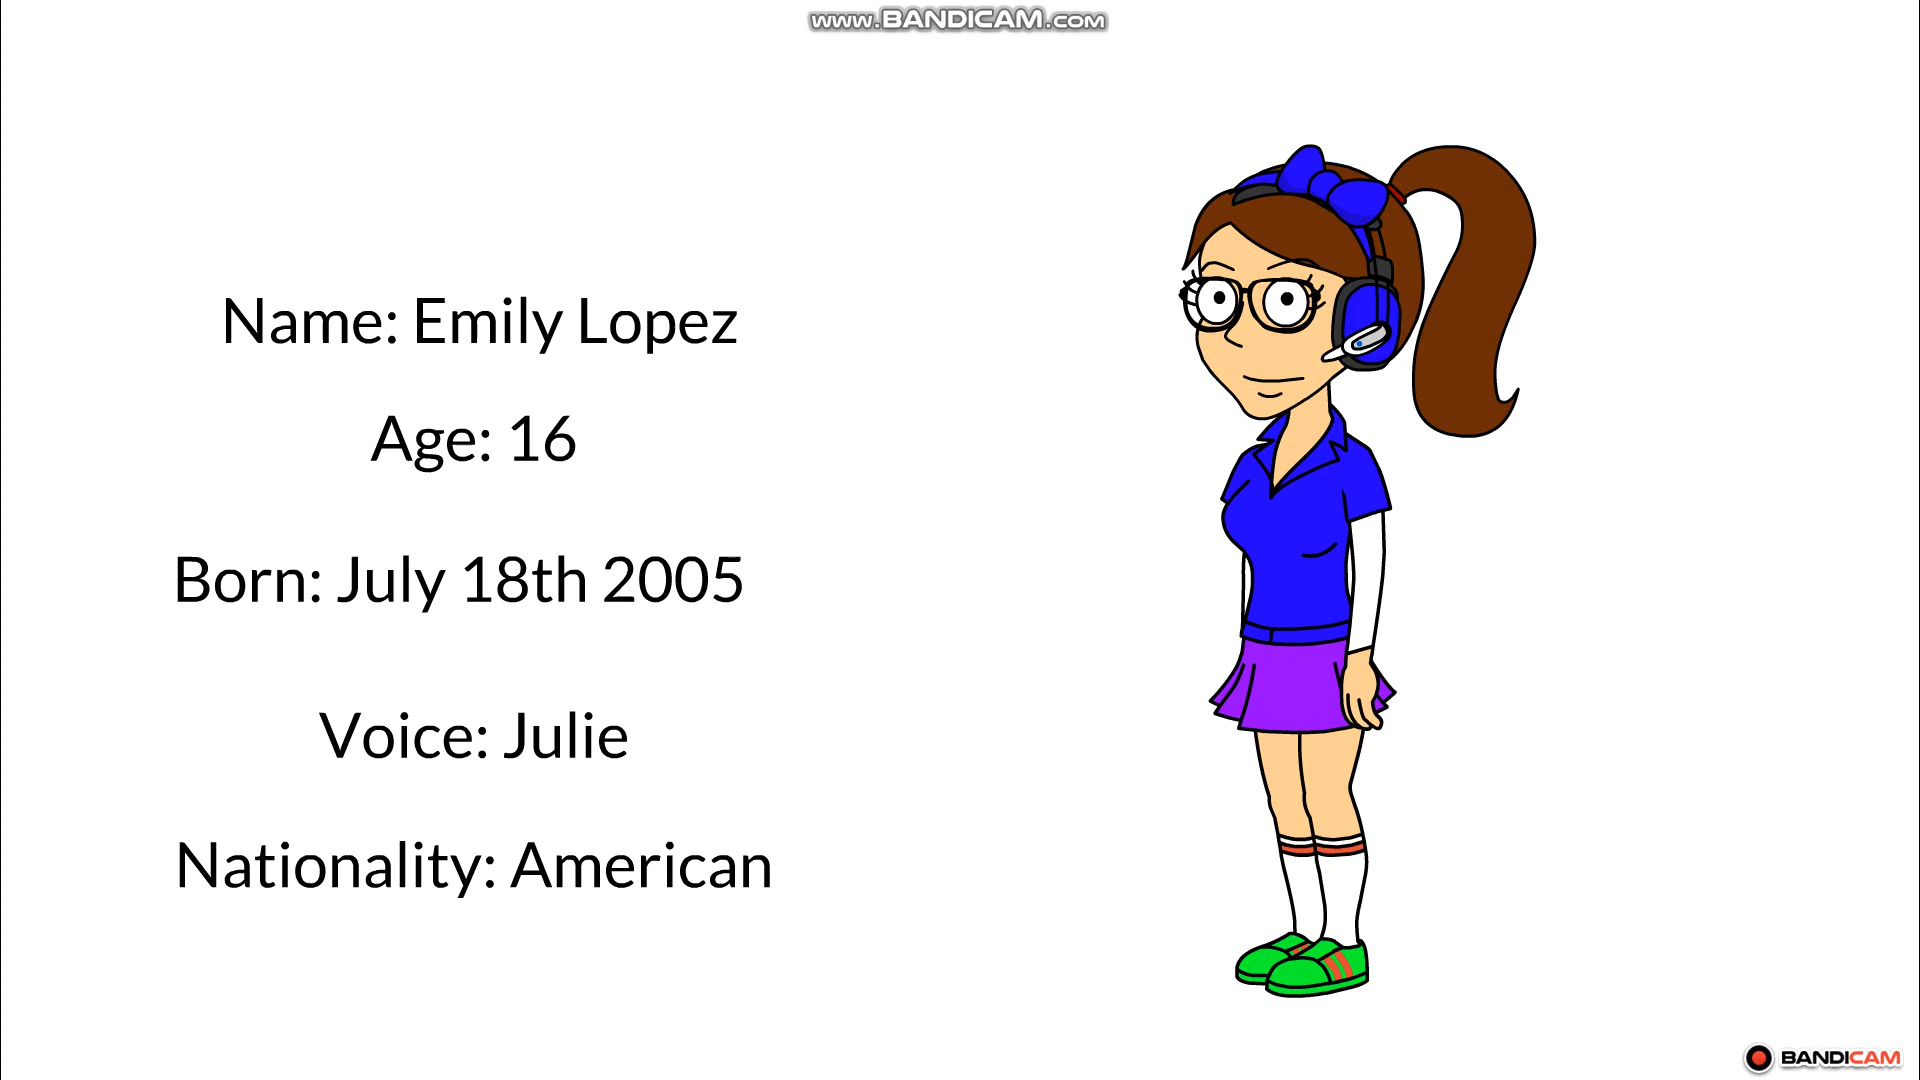 www.BANDICAM.com
Name: Emily Lopez
Age: 16
Born: July 18th 2005
Voice: Julie
Nationality: American
BANDICAM